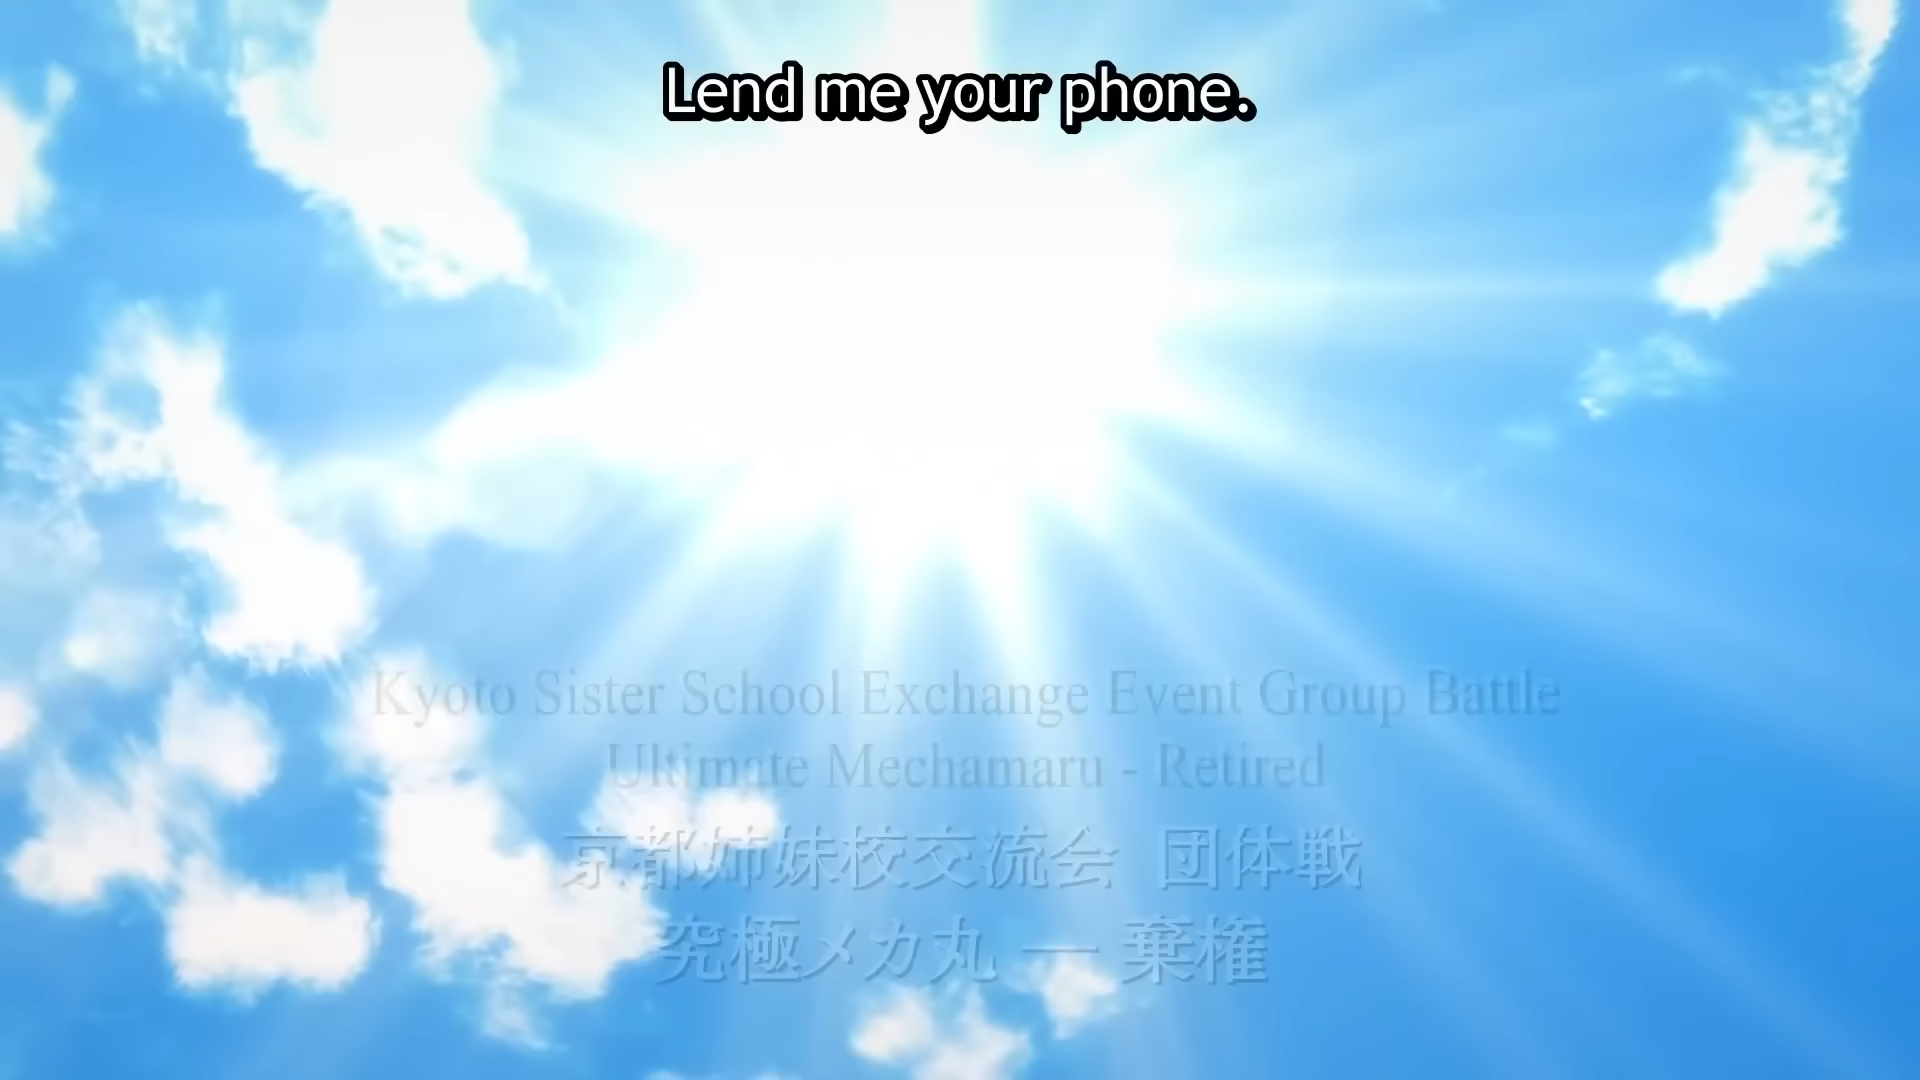 Lend me your phone.
Kyoto Sister School Exchange Event Group Battle
Ultimate Mechamaru - Retired
京都姉妹校交流会 団体戦
究極メカ丸 ― 棄権